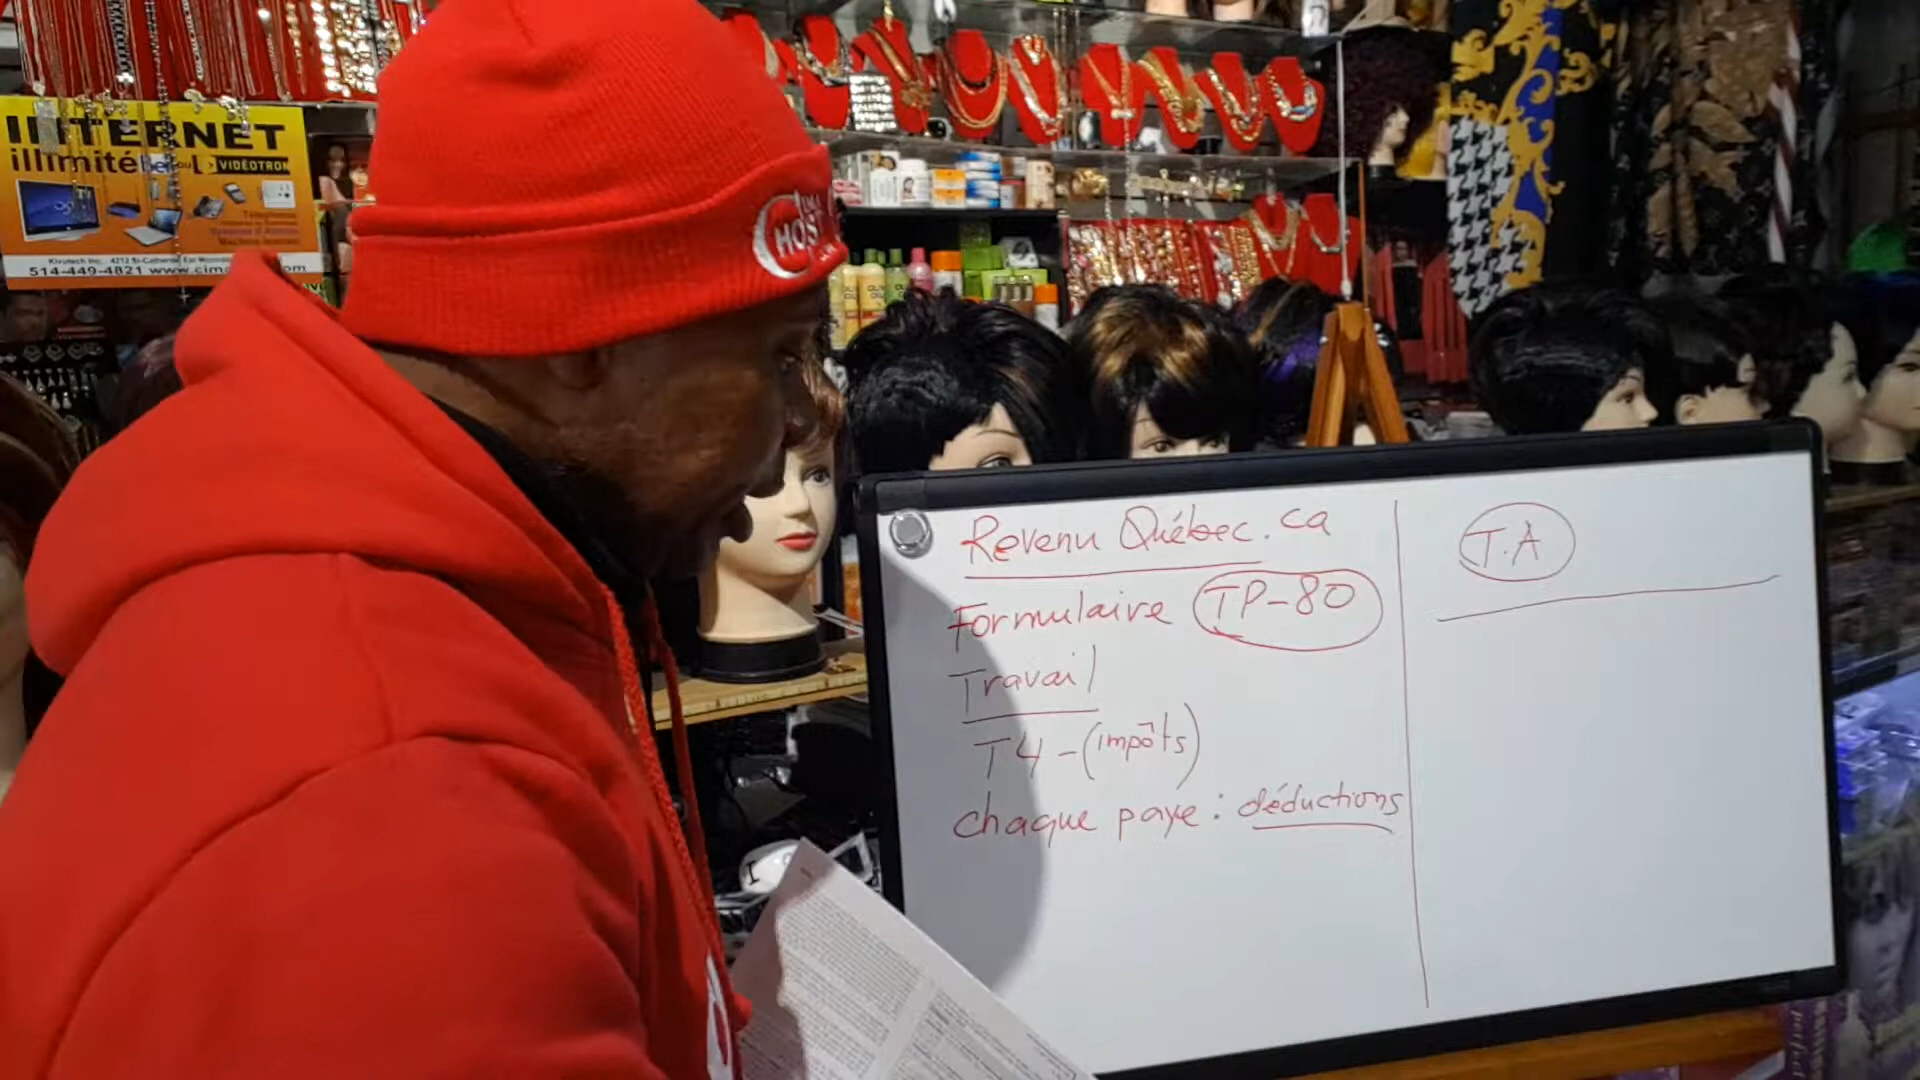 INTERNET
illimité
VIDÉOTRON
514-449-4821 www.cim
HOST
Revenu Québec.ca
Formulaire TP-80
Travail
T4-(impôts)
chaque paye: déductions
T.A